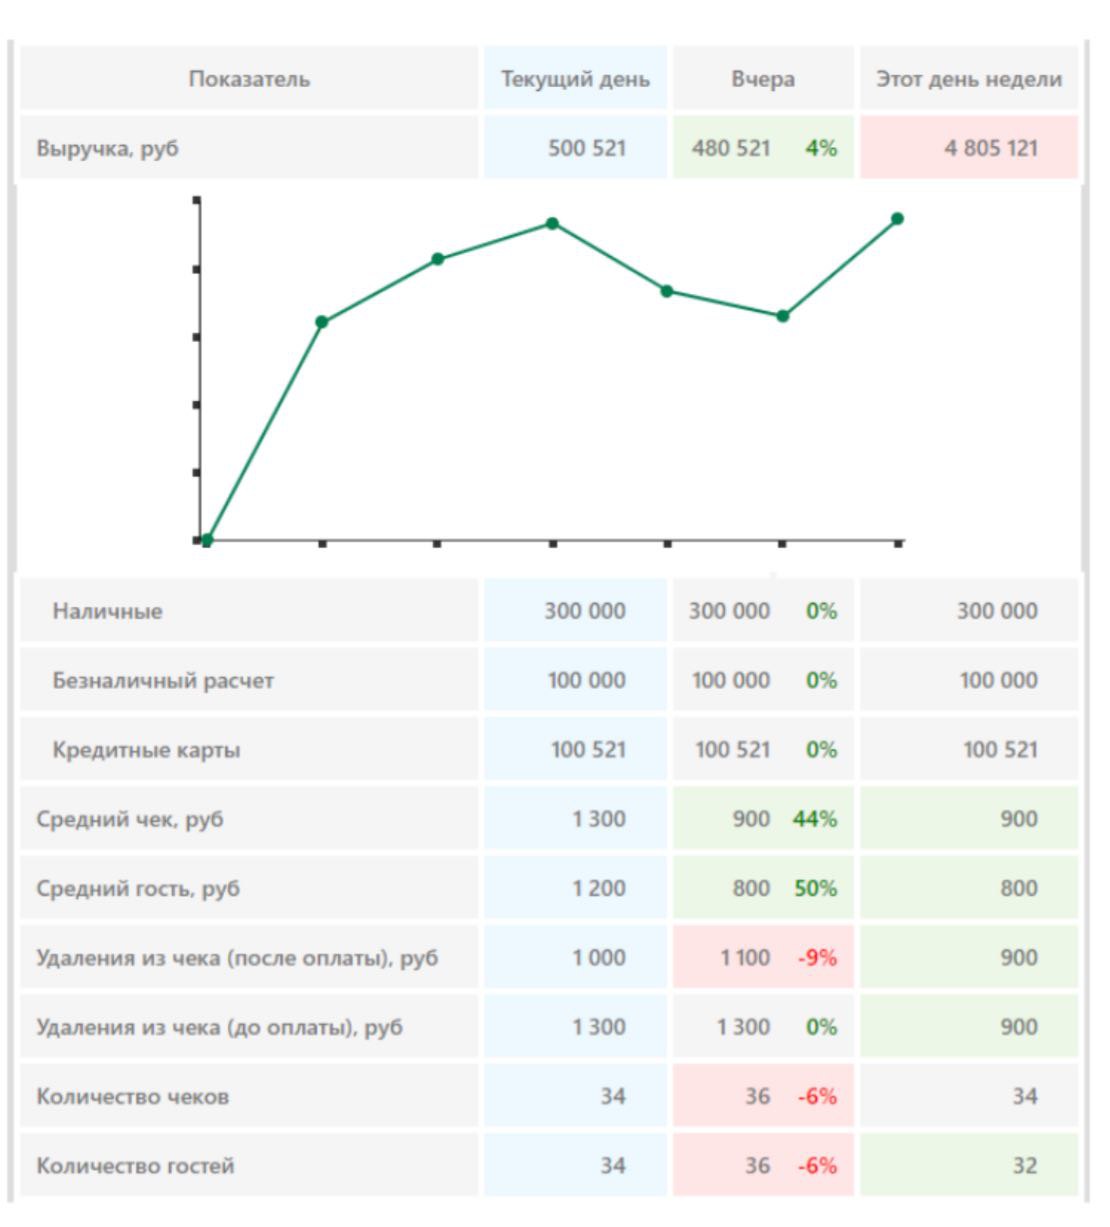 Показатель Текущий день Вчера Этот день недели
Выручка, руб 500 521 480 521 4% 4 805 121
Наличные 300 000 300 000 0% 300 000
Безналичный расчет 100 000 100 000 0% 100 000
Кредитные карты 100 521 100 521 0% 100 521
Средний чек, руб 1 300 900 44% 900
Средний гость, руб 1 200 800 50% 800
Удаления из чека (после оплаты), руб 1 000 1 100 -9% 900
Удаления из чека (до оплаты), руб 1 300 1 300 0% 900
Количество чеков 34 36 -6% 34
Количество гостей 34 36 -6% 32